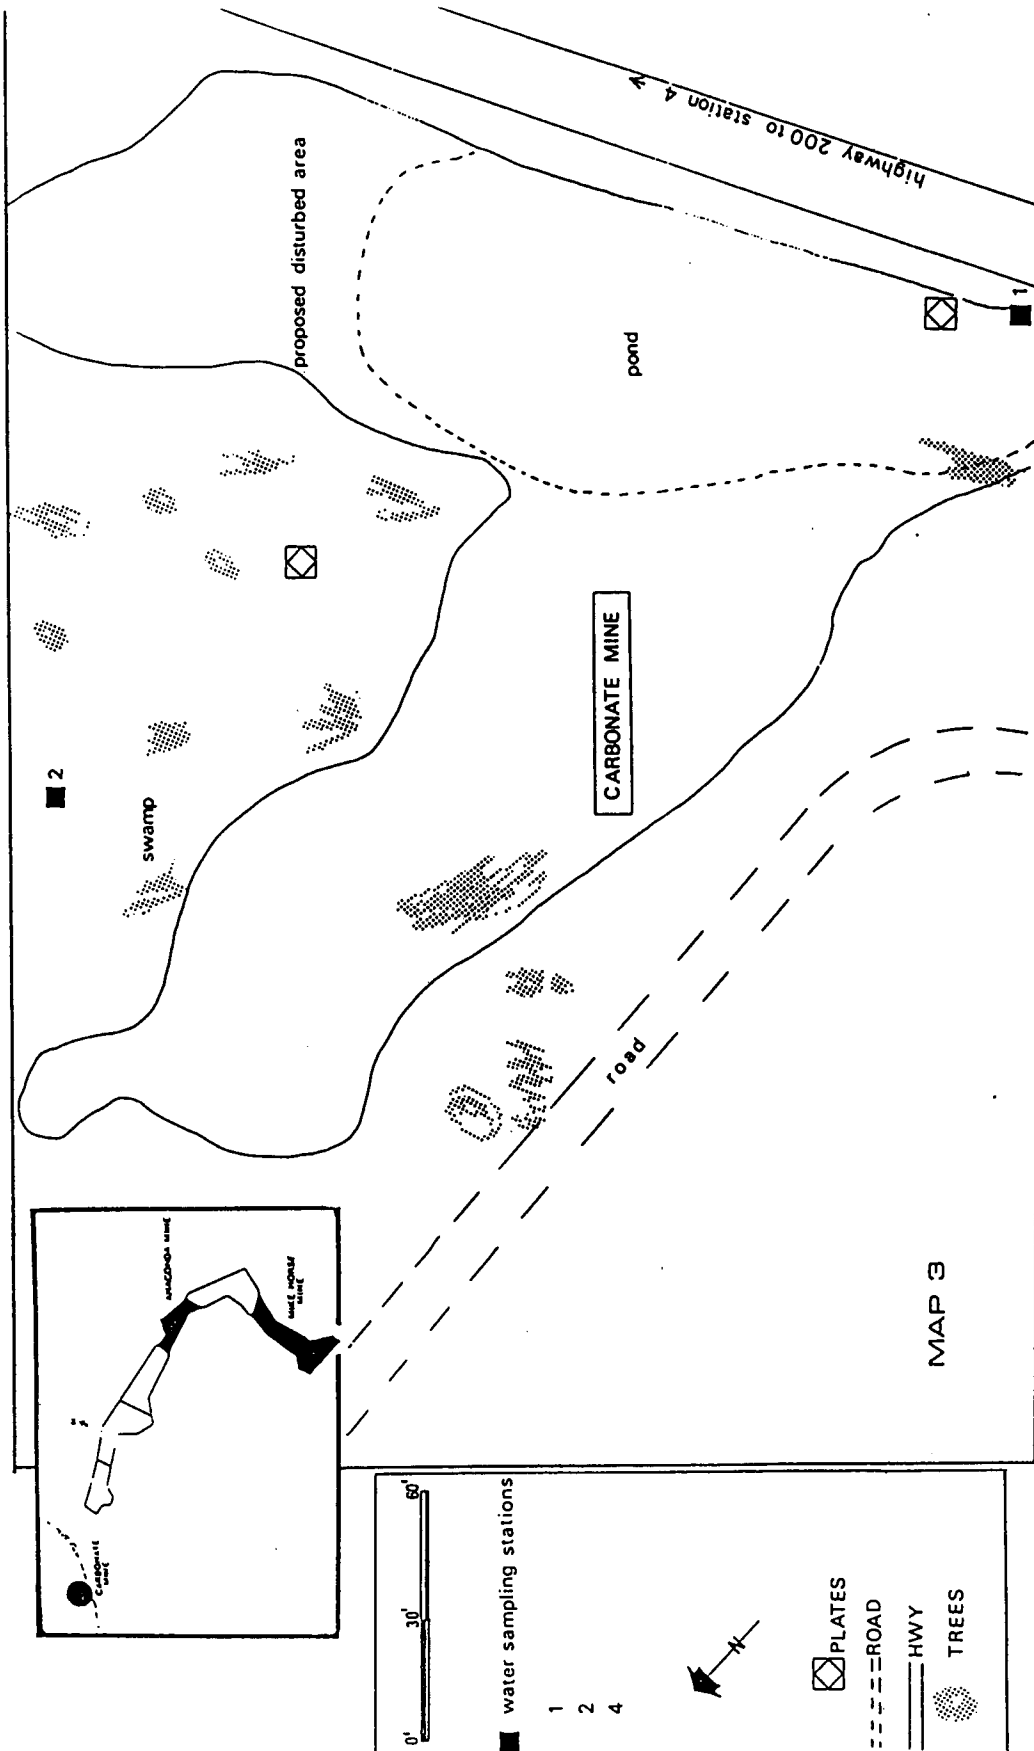 proposed disturbed area
highway 200 to station 4
pond
1
2
swamp
CARBONATE MINE
road
MAP 3
ANACONDA MINE
MIKE HORSE
MINE
N
CARBONATE
MINE
0' 30' 60'
water sampling stations
1
2
4
N
PLATES
ROAD
HWY
TREES